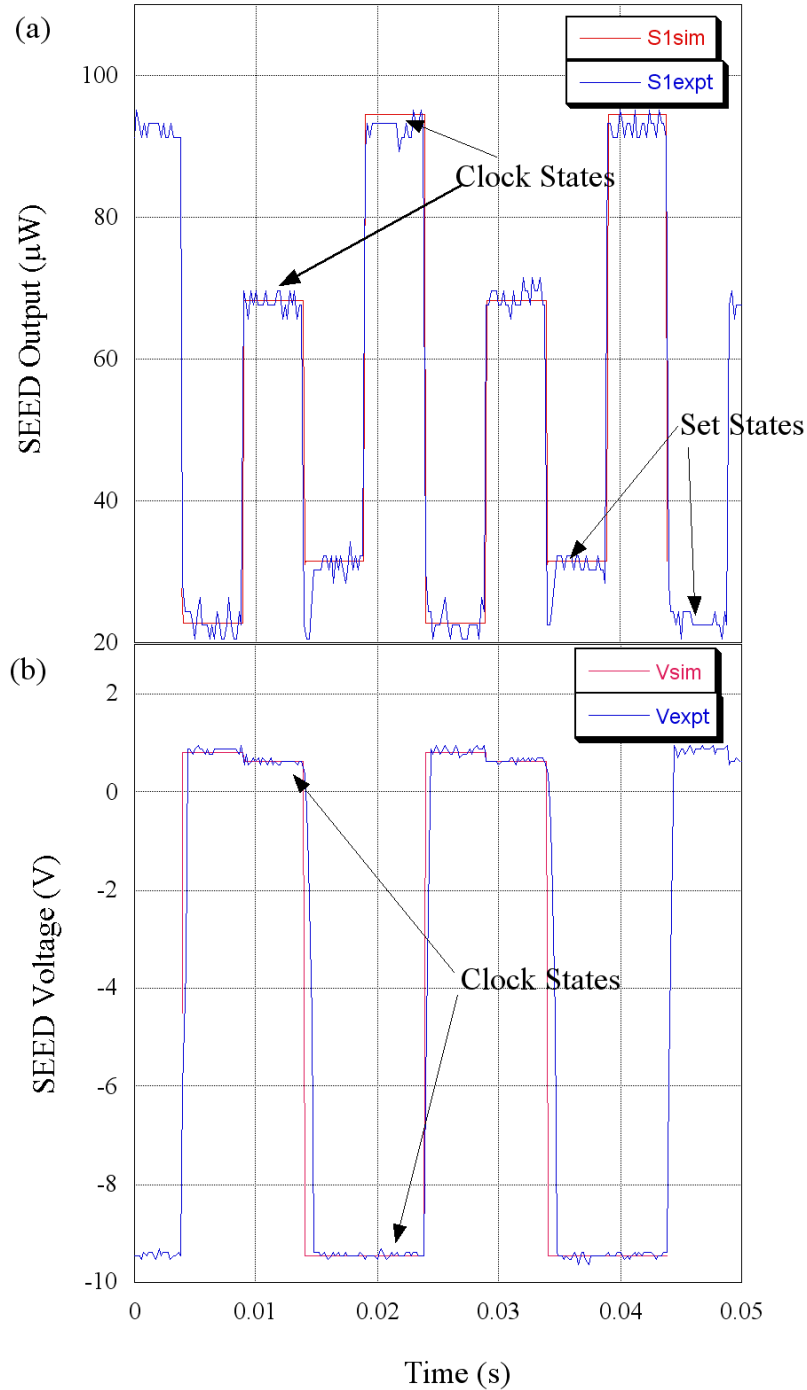 (a)
S1sim
S1expt
100
80
60
40
20
SEED Output (µW)
Clock States
Set States
(b)
Vsim
Vexpt
2
0
-2
-4
-6
-8
-10
SEED Voltage (V)
Clock States
0
0.01
0.02
0.03
0.04
0.05
Time (s)